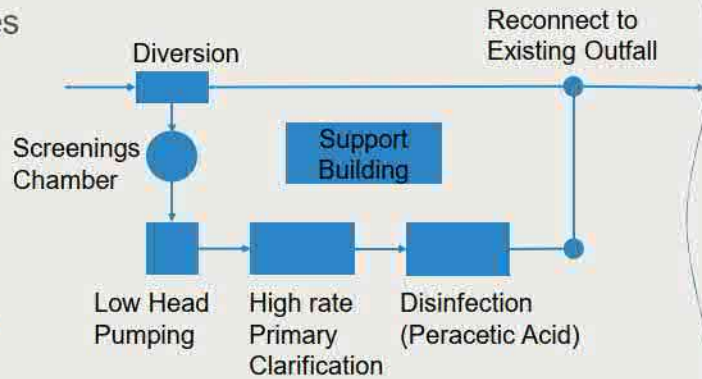 Reconnect to
Existing Outfall
Diversion
Screenings
Chamber
Support
Building
Low Head
Pumping
High rate
Primary
Clarification
Disinfection
(Peracetic Acid)